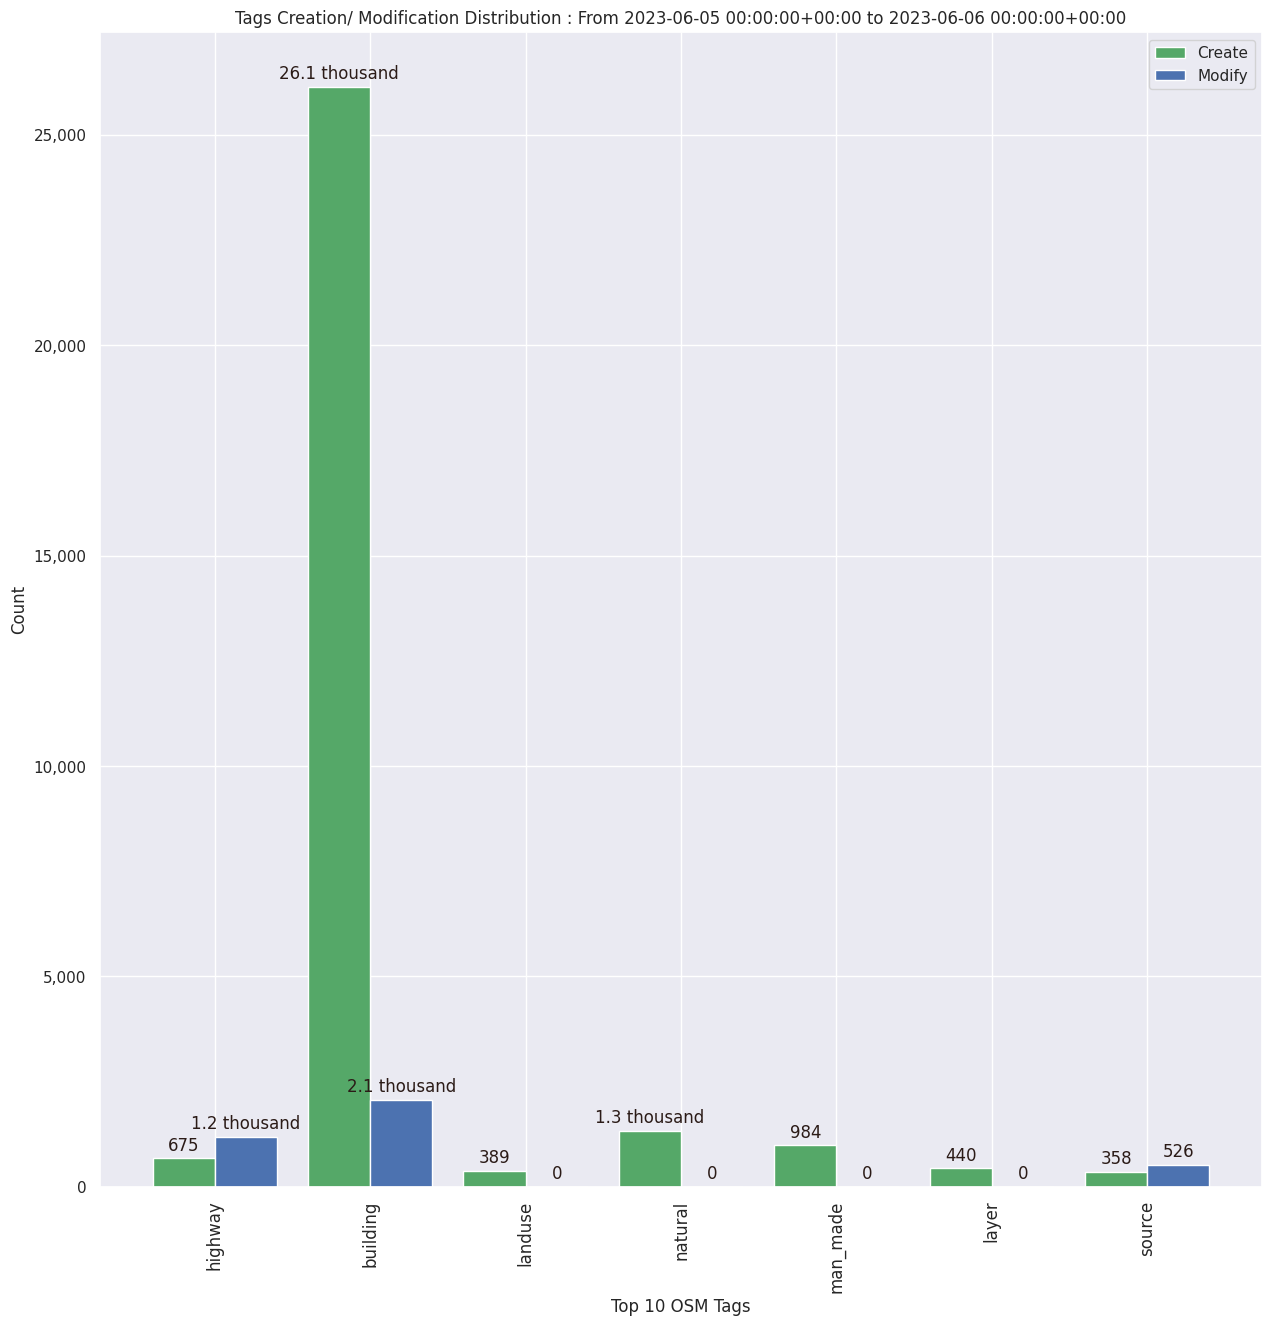 Tags Creation/ Modification Distribution : From 2023-06-05 00:00:00+00:00 to 2023-06-06 00:00:00+00:00
Create
Modify
26.1 thousand
25,000
20,000
15,000
10,000
5,000
0
Count
675
1.2 thousand
2.1 thousand
389
0
1.3 thousand
0
984
0
440
0
358
526
highway
building
landuse
natural
man_made
layer
source
Top 10 OSM Tags